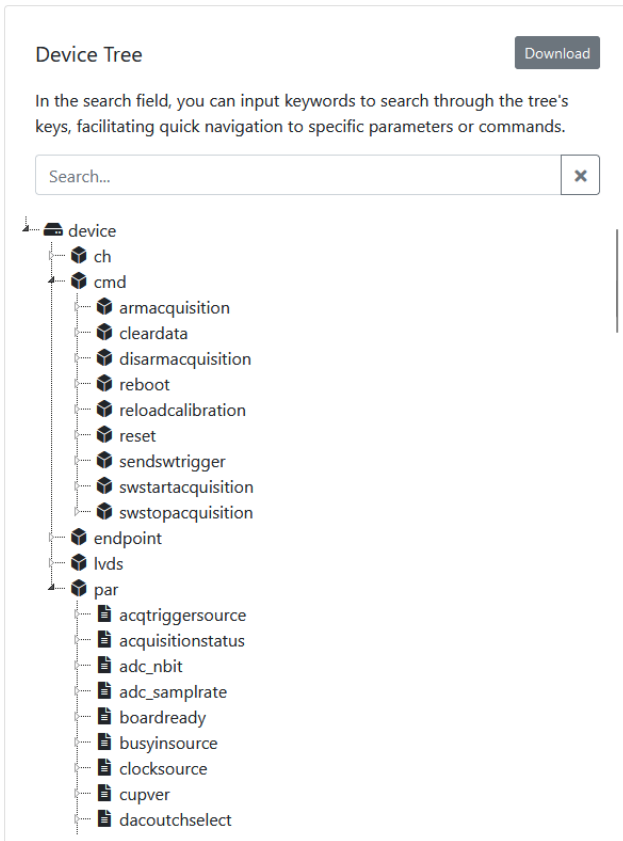 Device Tree
Download
In the search field, you can input keywords to search through the tree's
keys, facilitating quick navigation to specific parameters or commands.
Search...
device
ch
cmd
armacquisition
cleardata
disarmacquisition
reboot
reloadcalibration
reset
sendswtrigger
swstartacquisition
swstopacquisition
endpoint
lvds
par
acqtriggersource
acquisitionstatus
adc_nbit
adc_samplrate
boardready
busyinsource
clocksource
cupver
dacoutchselect